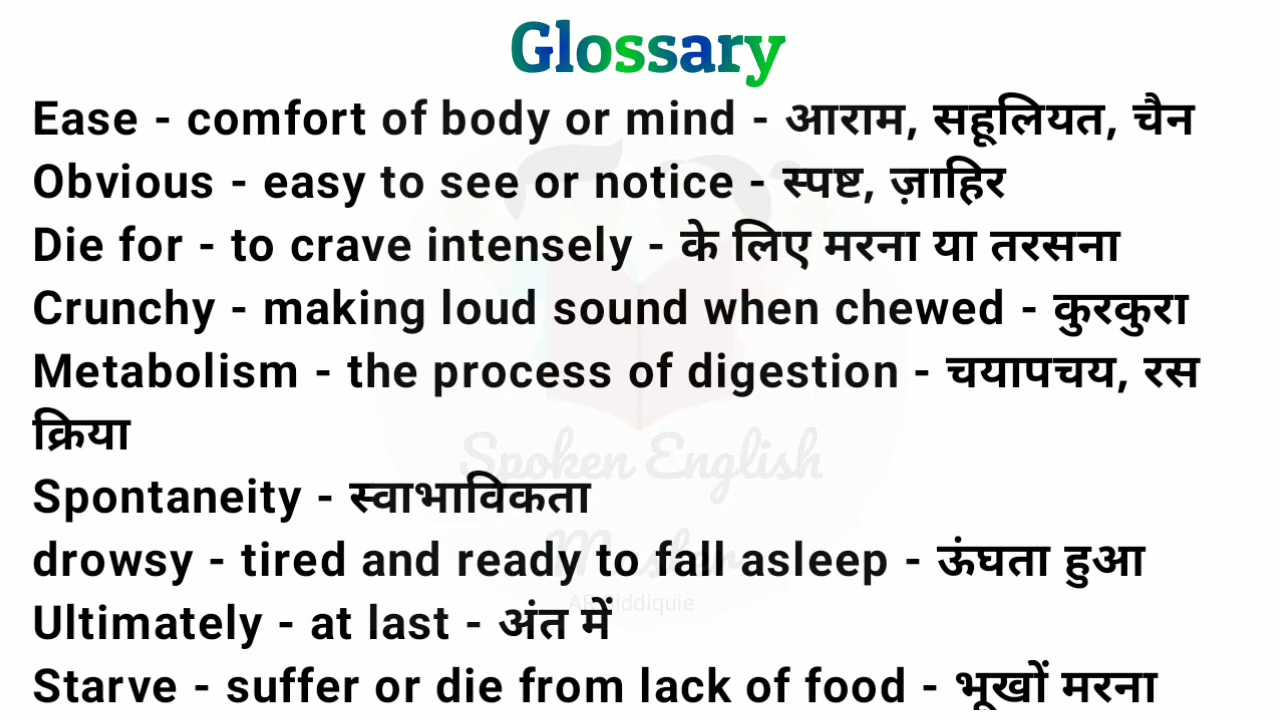 Glossary
Ease - comfort of body or mind - आराम, सहूलियत, चैन
Obvious - easy to see or notice - स्पष्ट, ज़ाहिर
Die for - to crave intensely - के लिए मरना या तरसना
Crunchy - making loud sound when chewed - कुरकुरा
Metabolism - the process of digestion - चयापचय, रस
क्रिया
Spoken English
Spontaneity - स्वाभाविकता
drowsy - tired and ready to fall asleep - ऊंघता हुआ
Master
Ultimately - at last - अंत में
Starve - suffer or die from lack of food - भूखों मरना